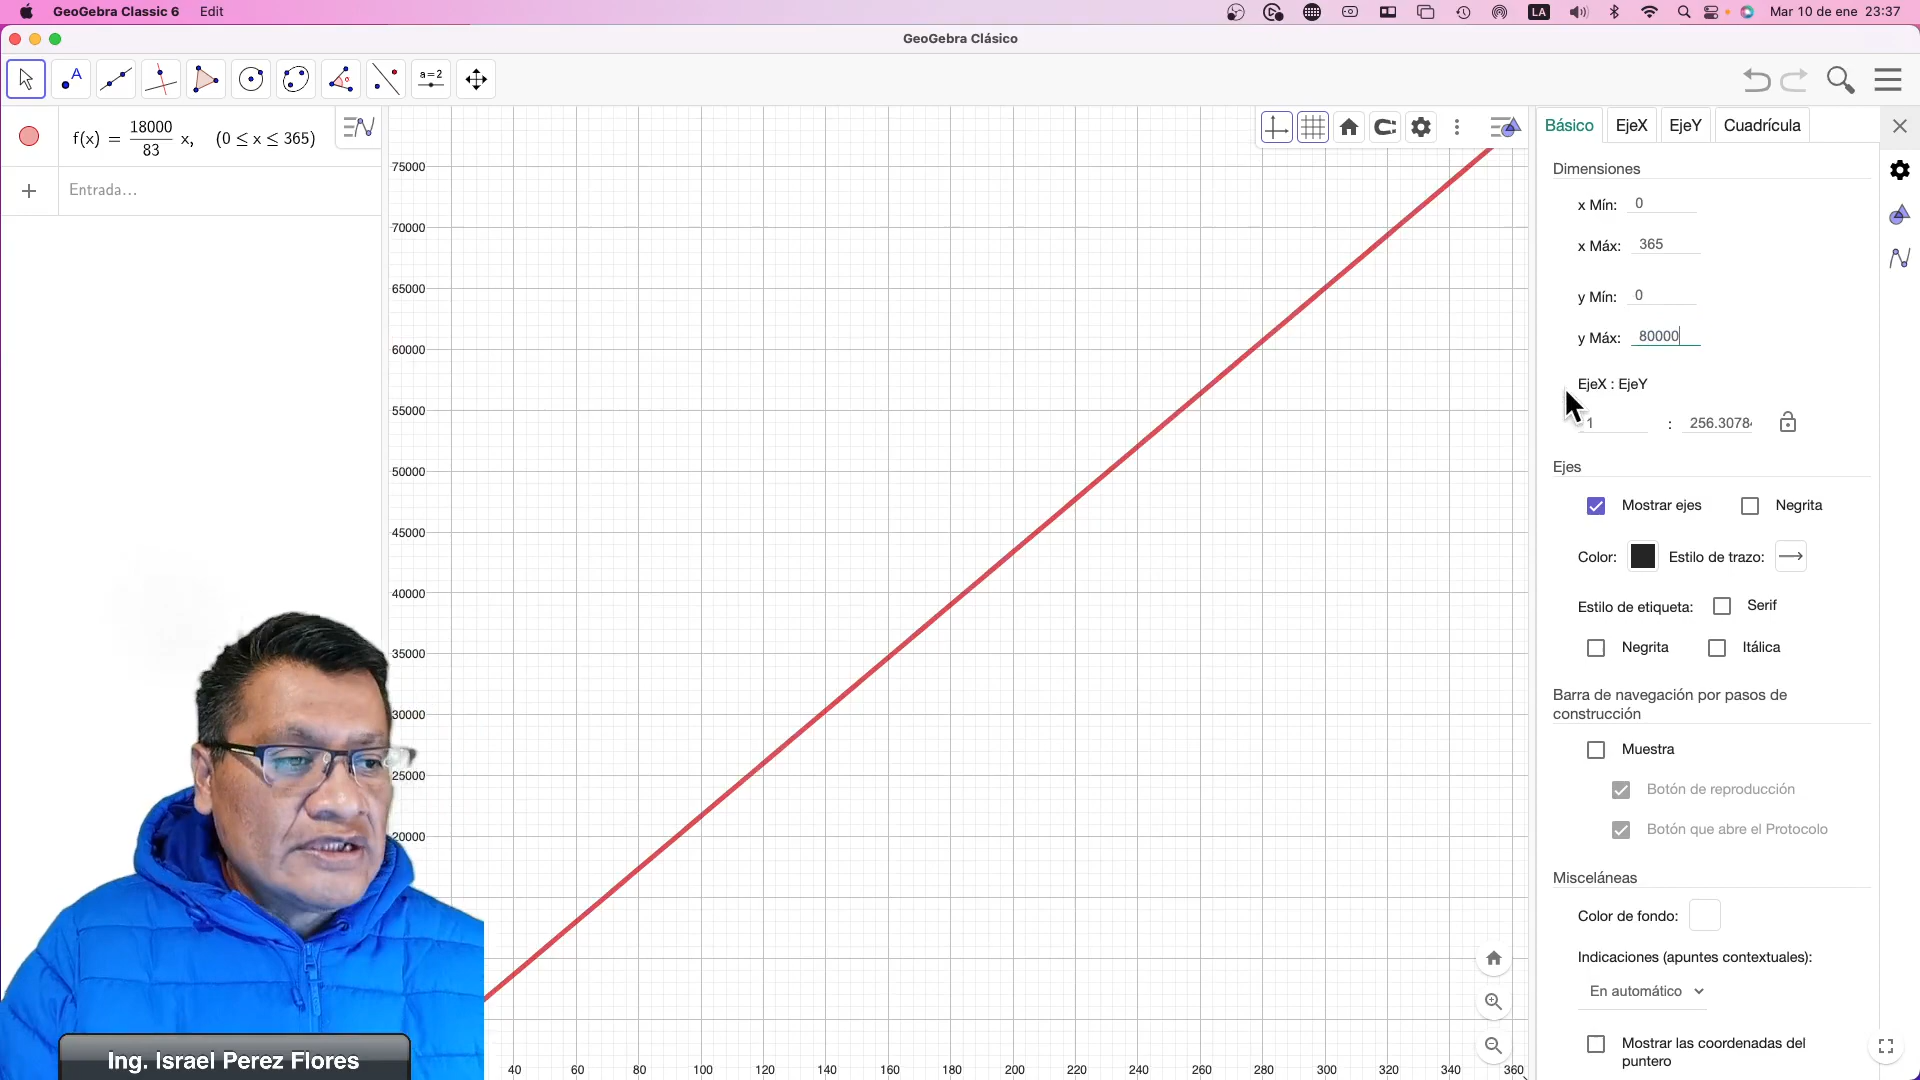 GeoGebra Classic 6 Edit
LA Mar 10 de ene 23:37
GeoGebra Clásico
A
a=2
f(x) = 18000/83 x, (0 ≤ x ≤ 365)
+ Entrada…
75000
70000
65000
60000
55000
50000
45000
40000
35000
30000
25000
20000
40 60 80 100 120 140 160 180 200 220 240 260 280 300 320 340 360
Básico EjeX EjeY Cuadrícula
Dimensiones
x Mín: 0
x Máx: 365
y Mín: 0
y Máx: 80000
EjeX : EjeY
1 : 256.3078
Ejes
Mostrar ejes Negrita
Color: Estilo de trazo:
Estilo de etiqueta: Serif
Negrita Itálica
Barra de navegación por pasos de
construcción
Muestra
Botón de reproducción
Botón que abre el Protocolo
Misceláneas
Color de fondo:
Indicaciones (apuntes contextuales):
En automático
Mostrar las coordenadas del
puntero
Ing. Israel Perez Flores